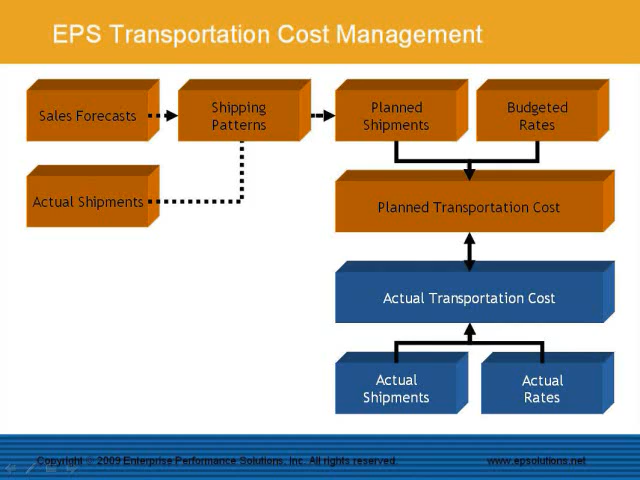 EPS Transportation Cost Management
Sales Forecasts
Shipping
Patterns
Planned
Shipments
Budgeted
Rates
Actual Shipments
Planned Transportation Cost
Actual Transportation Cost
Actual
Shipments
Actual
Rates
Copyright © 2009 Enterprise Performance Solutions, Inc. All rights reserved.
www.epsolutions.net